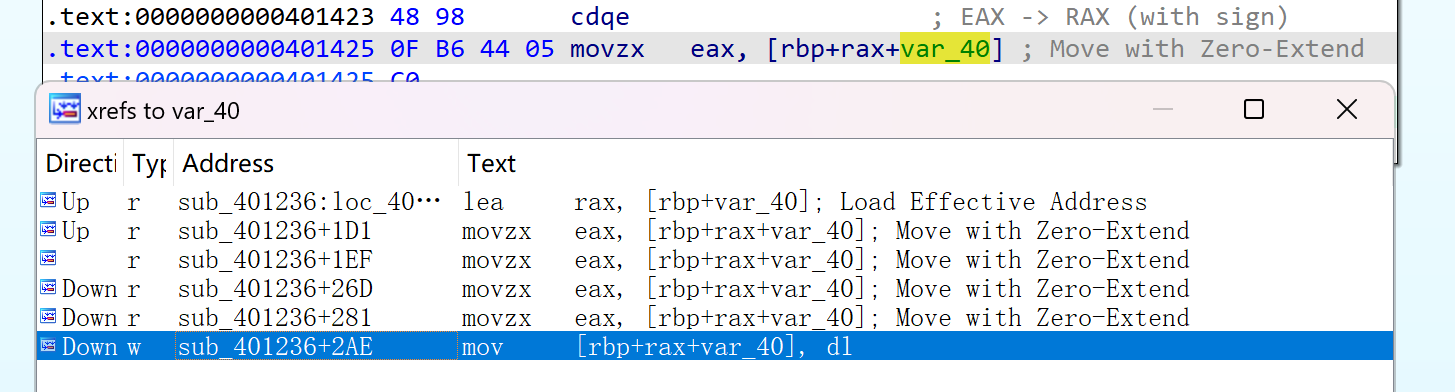 .text:0000000000401423 48 98 cdqe ; EAX -> RAX (with sign)
.text:0000000000401425 0F B6 44 05 movzx eax, [rbp+rax+var_40] ; Move with Zero-Extend
.text:0000000000401425 C0
xrefs to var_40
Directi Typ Address Text
Up r sub_401236:loc_40… lea rax, [rbp+var_40]; Load Effective Address
Up r sub_401236+1D1 movzx eax, [rbp+rax+var_40]; Move with Zero-Extend
r sub_401236+1EF movzx eax, [rbp+rax+var_40]; Move with Zero-Extend
Down r sub_401236+26D movzx eax, [rbp+rax+var_40]; Move with Zero-Extend
Down r sub_401236+281 movzx eax, [rbp+rax+var_40]; Move with Zero-Extend
Down w sub_401236+2AE mov [rbp+rax+var_40], dl